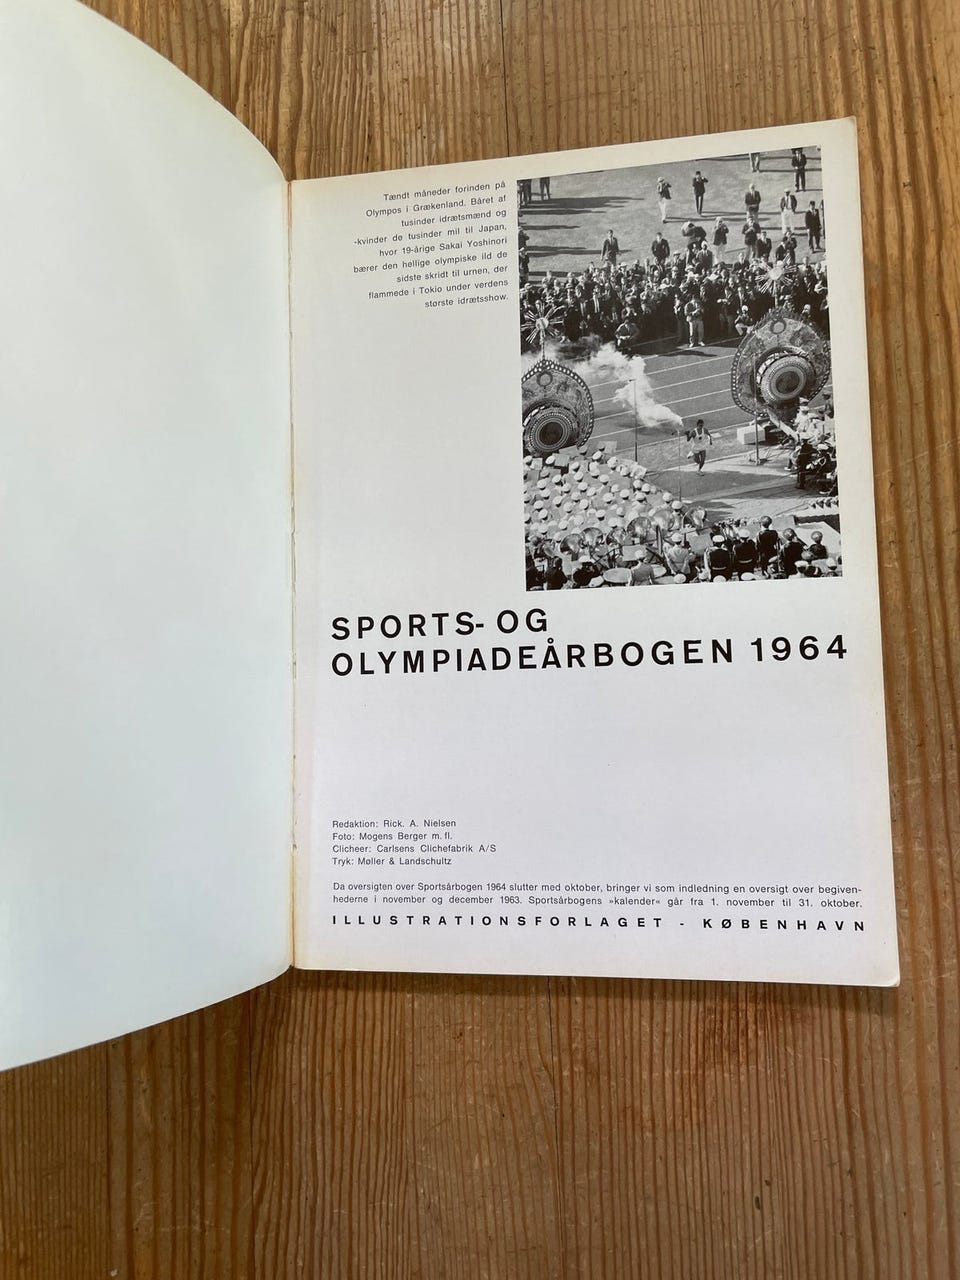 Tændt måneder forinden på
Olympos i Grækenland. Båret af
tusinder idrætsmænd og
-kvinder de tusinder mil til Japan,
hvor 19-årige Sakai Yoshinori
bærer den hellige olympiske ild de
sidste skridt til urnen, der
flammede i Tokio under verdens
største idrætsshow.
SPORTS- OG
OLYMPIADEÅRBOGEN 1964
Redaktion: Rick. A. Nielsen
Foto: Mogens Berger m. fl.
Clicheer: Carlsens Clichefabrik A/S
Tryk: Møller & Landschultz
Da oversigten over Sportsårbogen 1964 slutter med oktober, bringer vi som indledning en oversigt over begiven-
hederne i november og december 1963. Sportsårbogens »kalender« går fra 1. november til 31. oktober.
ILLUSTRATIONSFORLAGET - KØBENHAVN